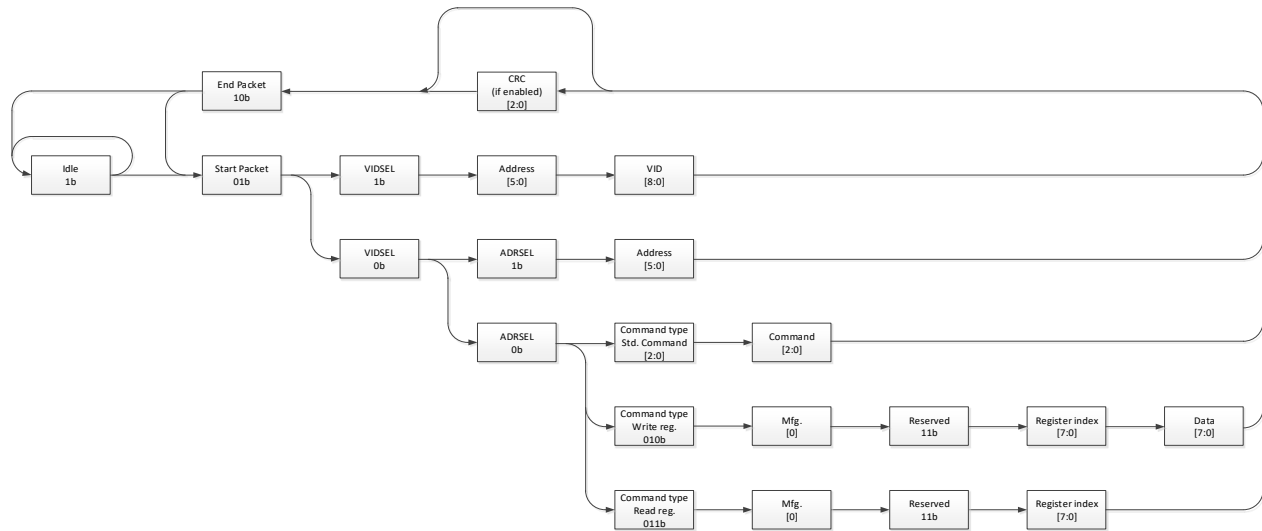 End Packet
10b
CRC
(if enabled)
[2:0]
Idle
1b
Start Packet
01b
VIDSEL
1b
Address
[5:0]
VID
[8:0]
VIDSEL
0b
ADRSEL
1b
Address
[5:0]
ADRSEL
0b
Command type
Std. Command
[2:0]
Command
[2:0]
Command type
Write reg.
010b
Mfg.
[0]
Reserved
11b
Register index
[7:0]
Data
[7:0]
Command type
Read reg.
011b
Mfg.
[0]
Reserved
11b
Register index
[7:0]